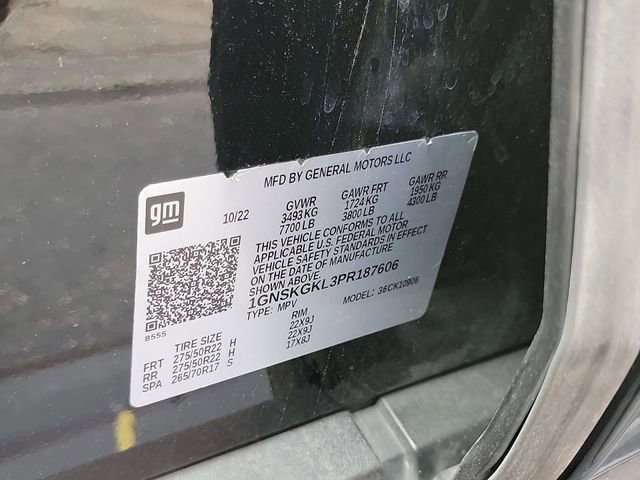 MFD BY GENERAL MOTORS LLC
gm
10/22
GVWR GAWR FRT GAWR RR
3493 KG 1724 KG 1950 KG
7700 LB 3800 LB 4300 LB
THIS VEHICLE CONFORMS TO ALL
APPLICABLE U.S. FEDERAL MOTOR
VEHICLE SAFETY STANDARDS IN EFFECT
ON THE DATE OF MANUFACTURE
SHOWN ABOVE.
1GNSKGKL3PR187606
TYPE: MPV MODEL: 36CK10906
8555
TIRE SIZE RIM
FRT 275/50R22 H 22X9J
RR 275/50R22 H 22X9J
SPA 265/70R17 S 17X8J